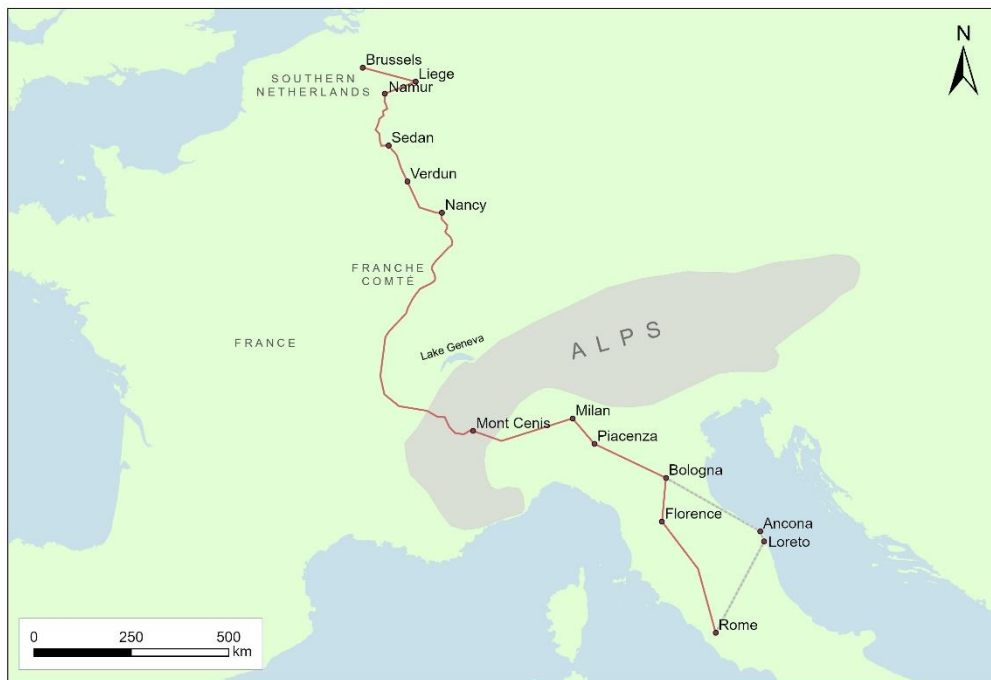 N
Brussels
Liege
SOUTHERN
NETHERLANDS
Namur
Sedan
Verdun
Nancy
FRANCHE
COMTÉ
FRANCE
Lake Geneva
ALPS
Mont Cenis
Milan
Piacenza
Bologna
Florence
Ancona
Loreto
Rome
0 250 500
km